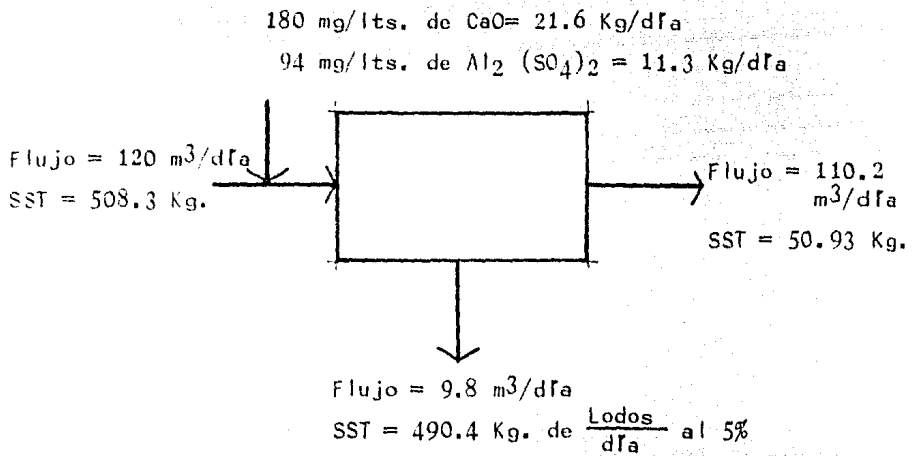 180 mg/lts. de CaO= 21.6 Kg/día
94 mg/lts. de Al2 (SO4)2 = 11.3 Kg/día
Flujo = 120 m3/día
SST = 508.3 Kg.
Flujo = 110.2
m3/día
SST = 50.93 Kg.
Flujo = 9.8 m3/día
SST = 490.4 Kg. de Lodos/día al 5%